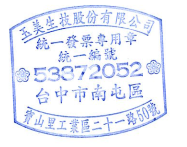 玉美生技股份有限公司
統一發票專用章
統一編號
53372052
台中市南屯區
寶山里工業區二十一路50號